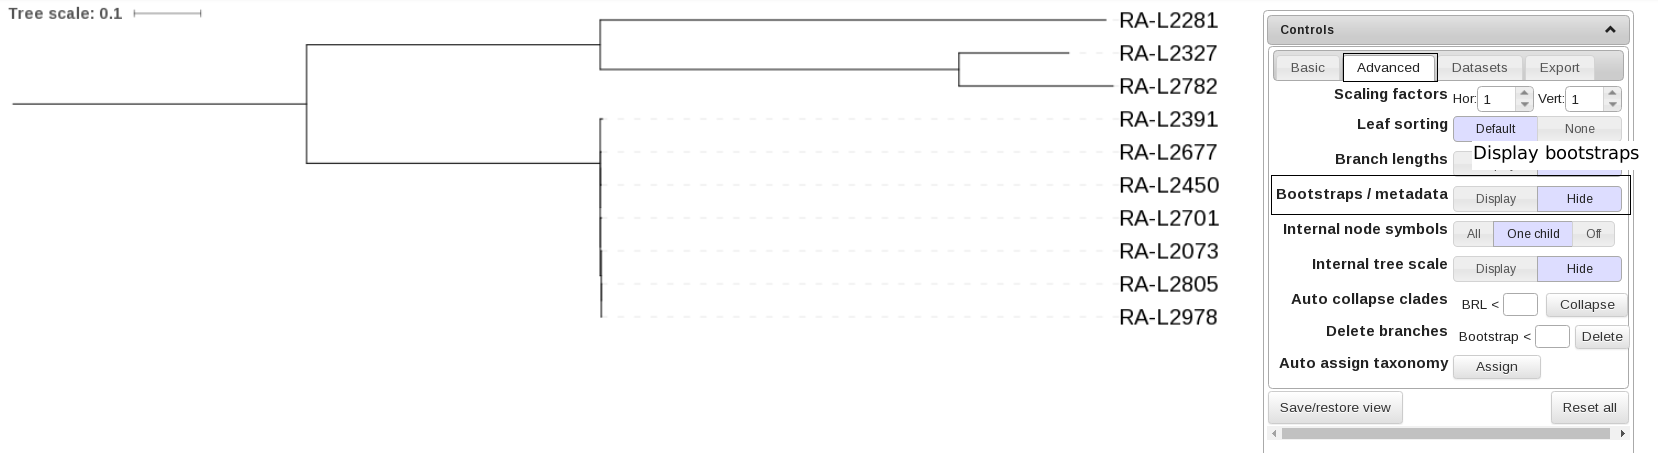 Tree scale: 0.1
RA-L2281
RA-L2327
RA-L2782
RA-L2391
RA-L2677
RA-L2450
RA-L2701
RA-L2073
RA-L2805
RA-L2978
Controls
Basic Advanced Datasets Export
Scaling factors Hor: 1 Vert: 1
Leaf sorting Default None
Display bootstraps
Branch lengths
Bootstraps / metadata Display Hide
Internal node symbols All One child Off
Internal tree scale Display Hide
Auto collapse clades BRL < Collapse
Delete branches Bootstrap < Delete
Auto assign taxonomy Assign
Save/restore view Reset all